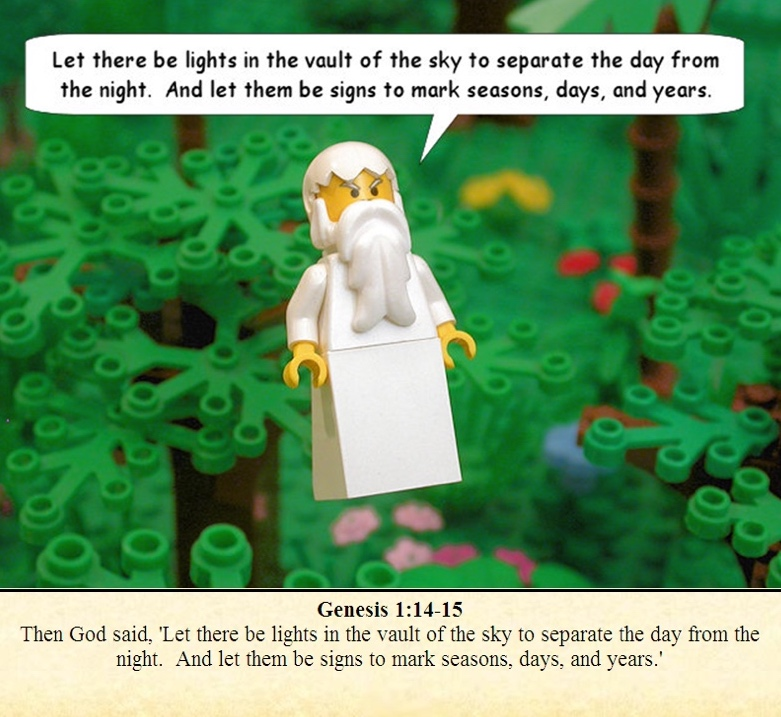 Let there be lights in the vault of the sky to separate the day from
the night.  And let them be signs to mark seasons, days, and years.
Genesis 1:14-15
Then God said, 'Let there be lights in the vault of the sky to separate the day from the
night.  And let them be signs to mark seasons, days, and years.'